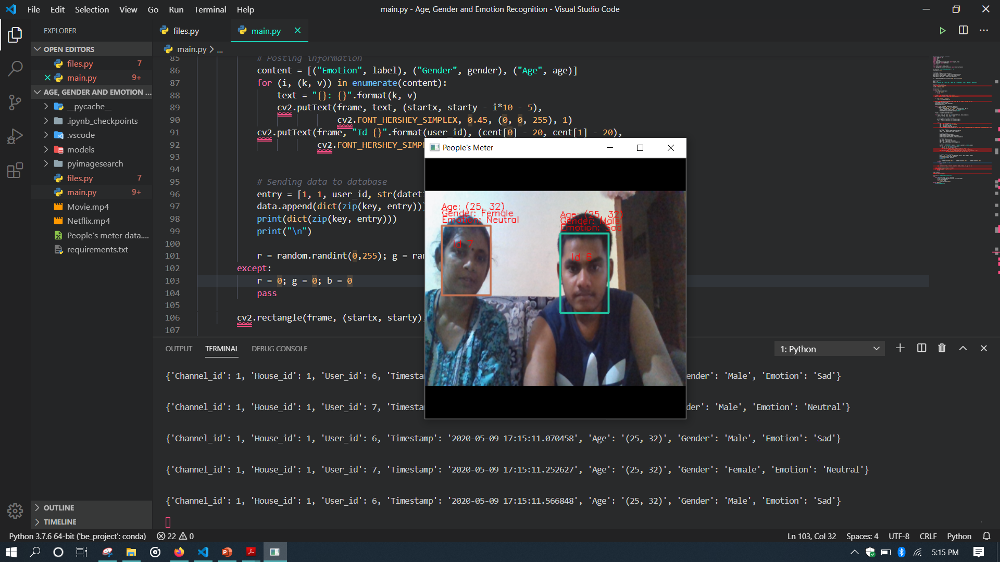 File Edit Selection View Go Run Terminal Help
main.py - Age, Gender and Emotion Recognition - Visual Studio Code
EXPLORER
OPEN EDITORS
files.py 7
main.py 9+
AGE, GENDER AND EMOTION ...
__pycache__
.ipynb_checkpoints
.vscode
models
pyimagesearch
files.py 7
main.py 9+
Movie.mp4
Netflix.mp4
People's meter data....
requirements.txt
OUTLINE
TIMELINE
files.py
main.py
main.py > ...
85 # Posting information
86 content = [("Emotion", label), ("Gender", gender), ("Age", age)]
87 for (i, (k, v)) in enumerate(content):
88 text = "{}: {}".format(k, v)
89 cv2.putText(frame, text, (startx, starty - i*10 - 5),
90 cv2.FONT_HERSHEY_SIMPLEX, 0.45, (0, 0, 255), 1)
91 cv2.putText(frame, "Id {}".format(user_id), (cent[0] - 20, cent[1] - 20),
92 cv2.FONT_HERSHEY_SIMP
93
94
95 # Sending data to database
96 entry = [1, 1, user_id, str(dateti
97 data.append(dict(zip(key, entry)))
98 print(dict(zip(key, entry)))
99 print("\n")
100
101 r = random.randint(0,255); g = ran
102 except:
103 r = 0; g = 0; b = 0
104 pass
105
106 cv2.rectangle(frame, (startx, starty),
107
People's Meter
Age: (25, 32)
Gender: Female
Emotion: Neutral
Id 7
Age: (25, 32)
Gender: Male
Emotion: Sad
Id 6
OUTPUT TERMINAL DEBUG CONSOLE
1: Python
{'Channel_id': 1, 'House_id': 1, 'User_id': 6, 'Timesta ender': 'Male', 'Emotion': 'Sad'}
{'Channel_id': 1, 'House_id': 1, 'User_id': 7, 'Timesta der': 'Male', 'Emotion': 'Neutral'}
{'Channel_id': 1, 'House_id': 1, 'User_id': 6, 'Timestamp': '2020-05-09 17:15:11.070458', 'Age': '(25, 32)', 'Gender': 'Male', 'Emotion': 'Sad'}
{'Channel_id': 1, 'House_id': 1, 'User_id': 7, 'Timestamp': '2020-05-09 17:15:11.252627', 'Age': '(25, 32)', 'Gender': 'Female', 'Emotion': 'Neutral'}
{'Channel_id': 1, 'House_id': 1, 'User_id': 6, 'Timestamp': '2020-05-09 17:15:11.566848', 'Age': '(25, 32)', 'Gender': 'Male', 'Emotion': 'Sad'}
Python 3.7.6 64-bit ('be_project': conda) 22 0
Ln 103, Col 32 Spaces: 4 UTF-8 CRLF Python
5:15 PM